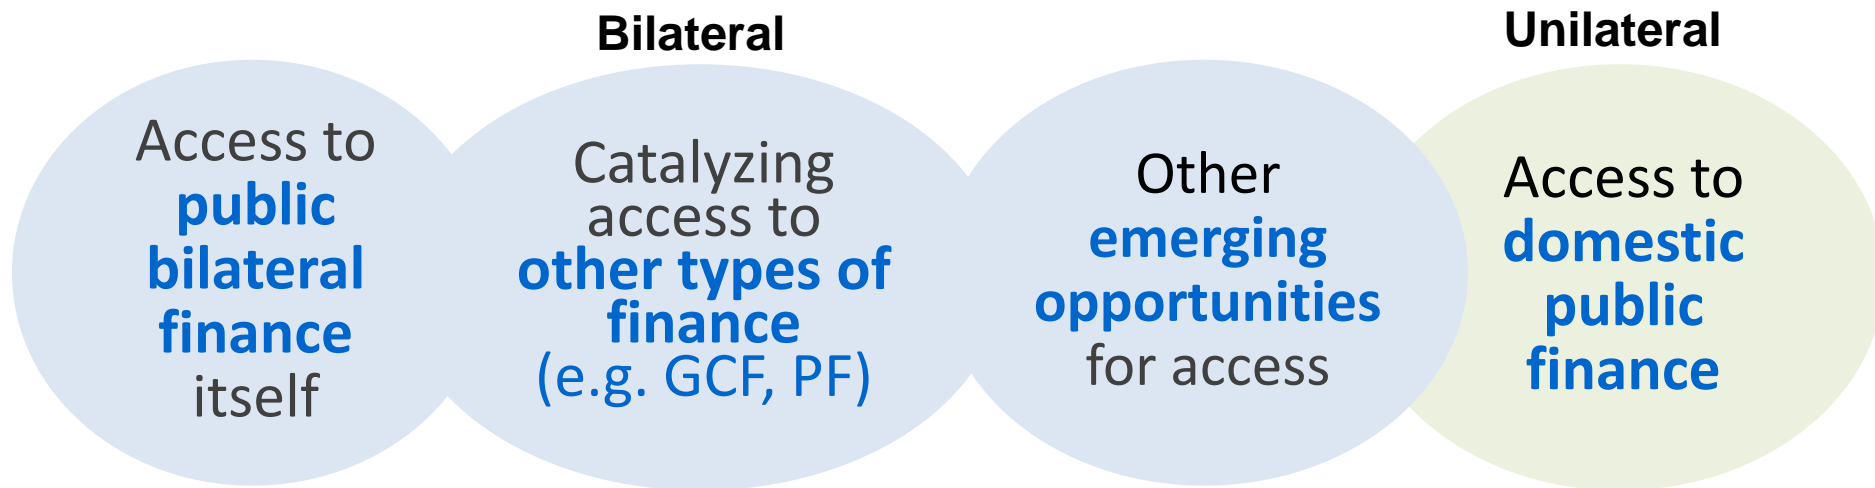 Bilateral
Unilateral
Access to
public
bilateral
finance
itself
Catalyzing
access to
other types of
finance
(e.g. GCF, PF)
Other
emerging
opportunities
for access
Access to
domestic
public
finance